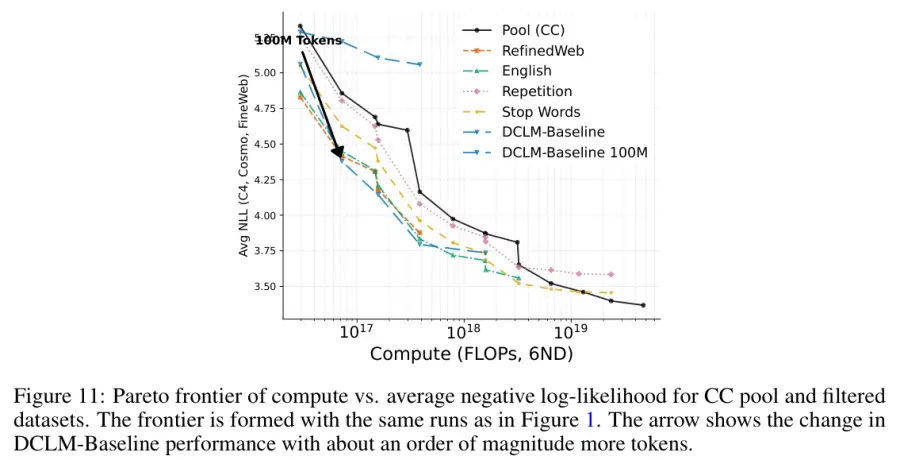 5.25
100M Tokens
5.00
4.75
4.50
4.25
4.00
3.75
3.50
Avg NLL (C4, Cosmo, FineWeb)
Pool (CC)
RefinedWeb
English
Repetition
Stop Words
DCLM-Baseline
DCLM-Baseline 100M
10^17
10^18
10^19
Compute (FLOPs, 6ND)
Figure 11: Pareto frontier of compute vs. average negative log-likelihood for CC pool and filtered
datasets. The frontier is formed with the same runs as in Figure 1. The arrow shows the change in
DCLM-Baseline performance with about an order of magnitude more tokens.